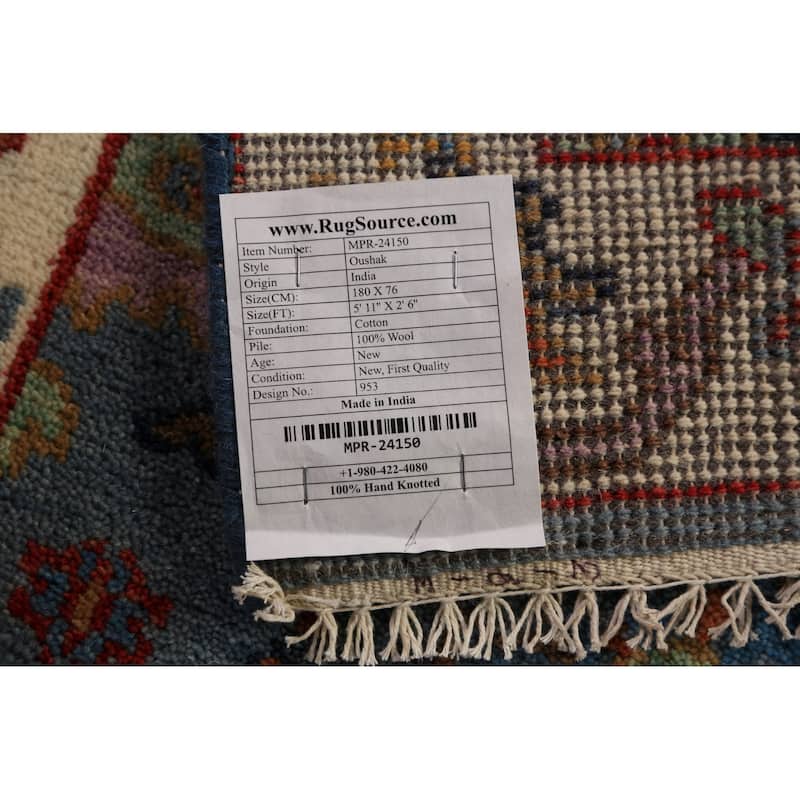 www.RugSource.com
Item Number: MPR-24150
Style Oushak
Origin India
Size(CM): 180 X 76
Size(FT): 5' 11" X 2' 6"
Foundation: Cotton
Pile: 100% Wool
Age: New
Condition: New, First Quality
Design No.: 953
Made in India
MPR-24150
+1-980-422-4080
100% Hand Knotted